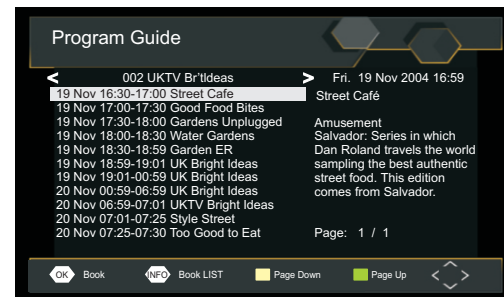 Program Guide
< 002 UKTV Br'tIdeas > Fri. 19 Nov 2004 16:59
19 Nov 16:30-17:00 Street Cafe
19 Nov 17:00-17:30 Good Food Bites
19 Nov 17:30-18:00 Gardens Unplugged
19 Nov 18:00-18:30 Water Gardens
19 Nov 18:30-18:59 Garden ER
19 Nov 18:59-19:01 UK Bright Ideas
19 Nov 19:01-00:59 UK Bright Ideas
20 Nov 00:59-06:59 UK Bright Ideas
20 Nov 06:59-07:01 UKTV Bright Ideas
20 Nov 07:01-07:25 Style Street
20 Nov 07:25-07:30 Too Good to Eat
Street Café
Amusement
Salvador: Series in which
Dan Roland travels the world
sampling the best authentic
street food. This edition
comes from Salvador.
Page: 1 / 1
OK Book INFO Book LIST Page Down Page Up